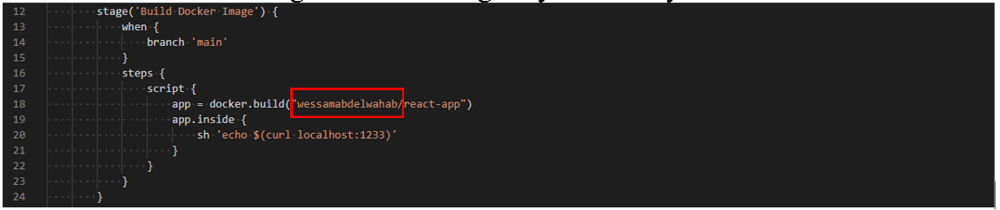 12 stage('Build Docker Image') {
13 when {
14 branch 'main'
15 }
16 steps {
17 script {
18 app = docker.build("wessamabdelwahab/react-app")
19 app.inside {
20 sh 'echo $(curl localhost:1233)'
21 }
22 }
23 }
24 }